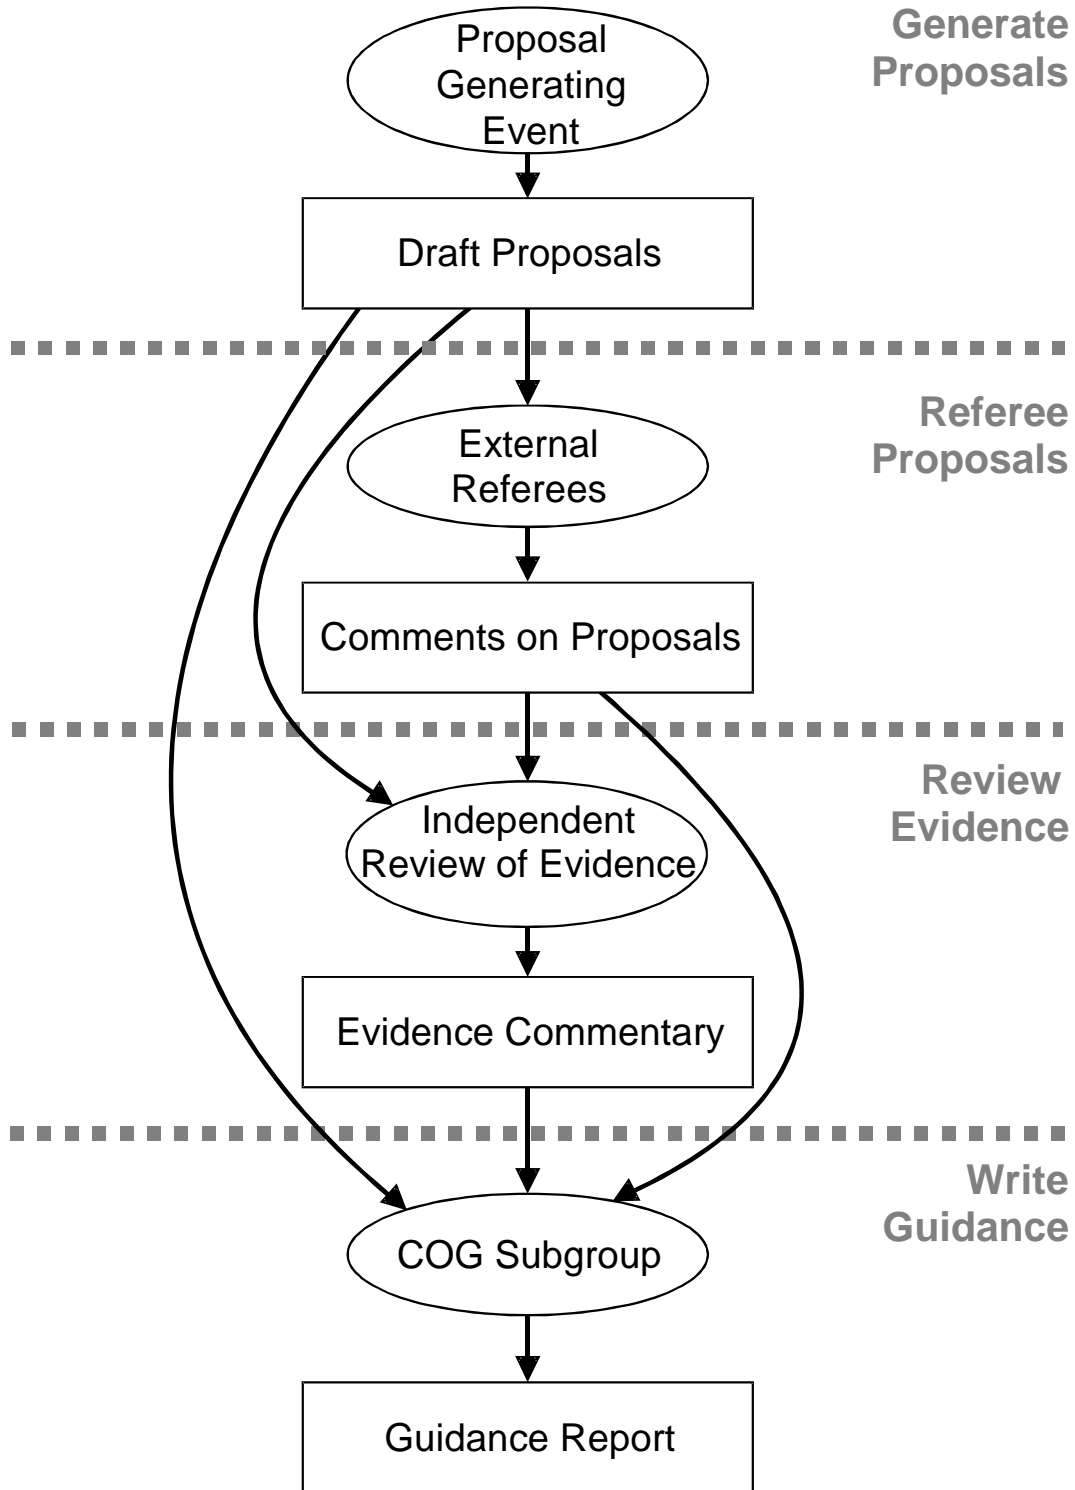 Generate
Proposals
Proposal
Generating
Event
Draft Proposals
Referee
Proposals
External
Referees
Comments on Proposals
Review
Evidence
Independent
Review of Evidence
Evidence Commentary
Write
Guidance
COG Subgroup
Guidance Report